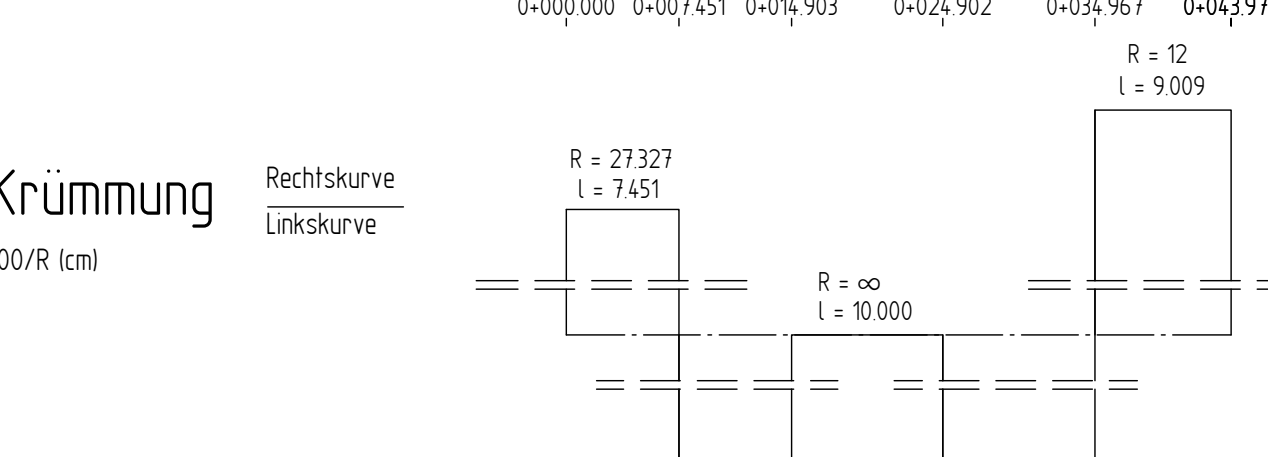 0+000.000 0+007.451 0+014.903 0+024.902 0+034.967 0+043.97
R = 12
l = 9.009
R = 27.327
l = 7.451
Krümmung
Rechtskurve
Linkskurve
00/R (cm)
R = ∞
l = 10.000